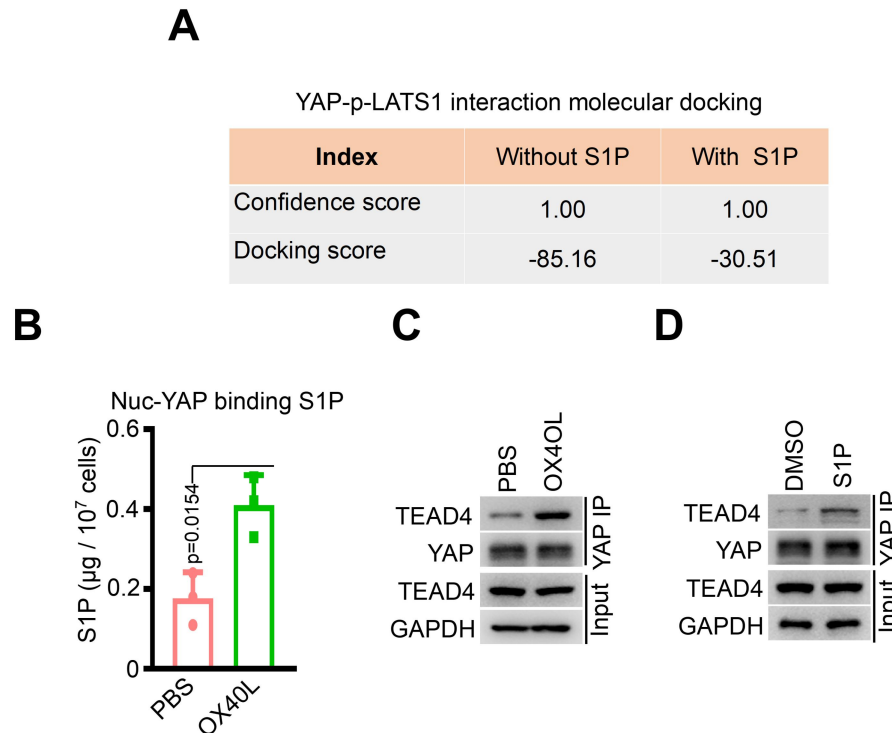 A
YAP-p-LATS1 interaction molecular docking
Index Without S1P With S1P
Confidence score 1.00 1.00
Docking score -85.16 -30.51
B
Nuc-YAP binding S1P
S1P (µg / 10⁷ cells)
0.6
0.4
0.2
0
p=0.0154
PBS
OX40L
C
PBS
OX4OL
TEAD4
YAP
TEAD4
GAPDH
YAP IP
Input
D
DMSO
S1P
TEAD4
YAP
TEAD4
GAPDH
YAP IP
Input